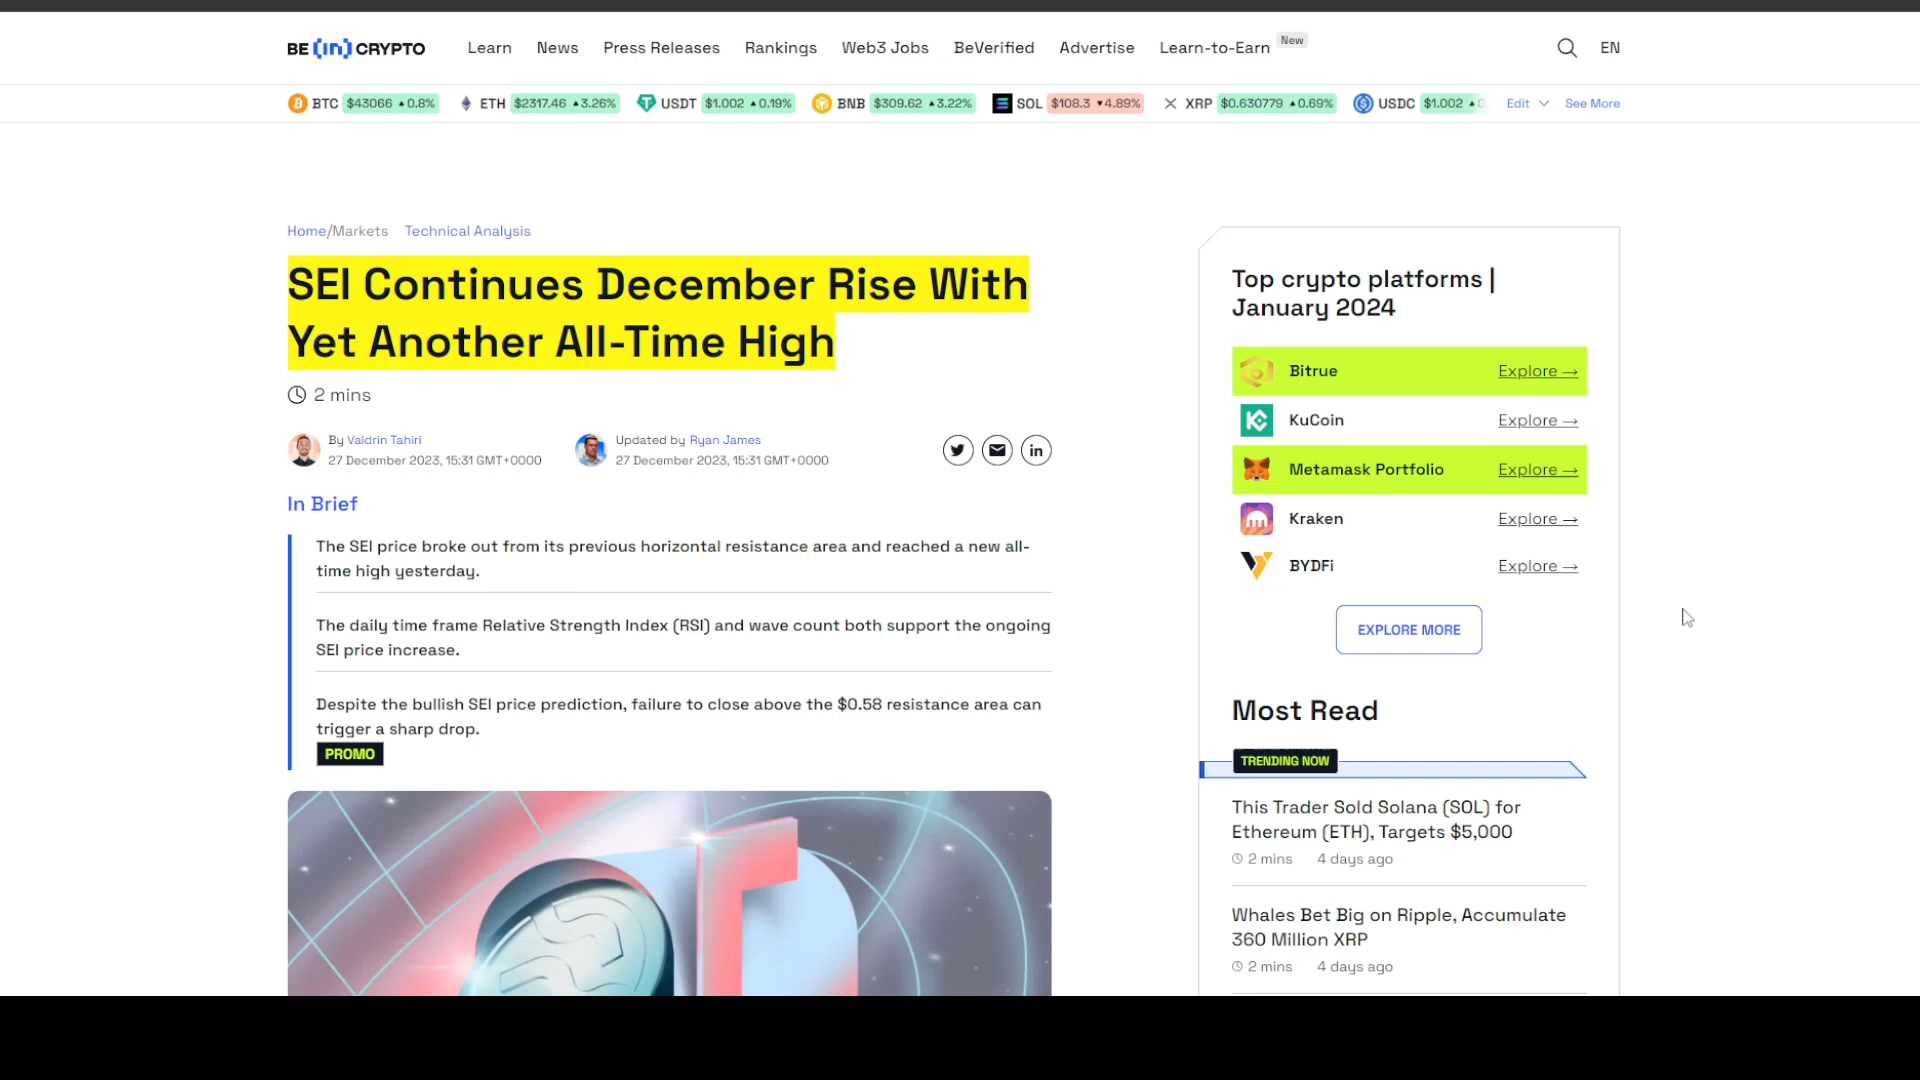 BE [in] CRYPTO Learn News Press Releases Rankings Web3 Jobs BeVerified Advertise Learn-to-Earn New EN
BTC $43066 ▲0.8% ETH $2317.46 ▲3.26% USDT $1.002 ▲0.19% BNB $309.62 ▲3.22% SOL $108.3 ▼4.89% XRP $0.630779 ▲0.69% USDC $1.002 Edit See More
Home/Markets Technical Analysis
SEI Continues December Rise With
Yet Another All-Time High
2 mins
By Valdrin Tahiri
27 December 2023, 15:31 GMT+0000
Updated by Ryan James
27 December 2023, 15:31 GMT+0000
In Brief
The SEI price broke out from its previous horizontal resistance area and reached a new all-
time high yesterday.
The daily time frame Relative Strength Index (RSI) and wave count both support the ongoing
SEI price increase.
Despite the bullish SEI price prediction, failure to close above the $0.58 resistance area can
trigger a sharp drop.
PROMO
Top crypto platforms |
January 2024
Bitrue Explore →
KuCoin Explore →
Metamask Portfolio Explore →
Kraken Explore →
BYDFi Explore →
EXPLORE MORE
Most Read
TRENDING NOW
This Trader Sold Solana (SOL) for
Ethereum (ETH), Targets $5,000
2 mins 4 days ago
Whales Bet Big on Ripple, Accumulate
360 Million XRP
2 mins 4 days ago